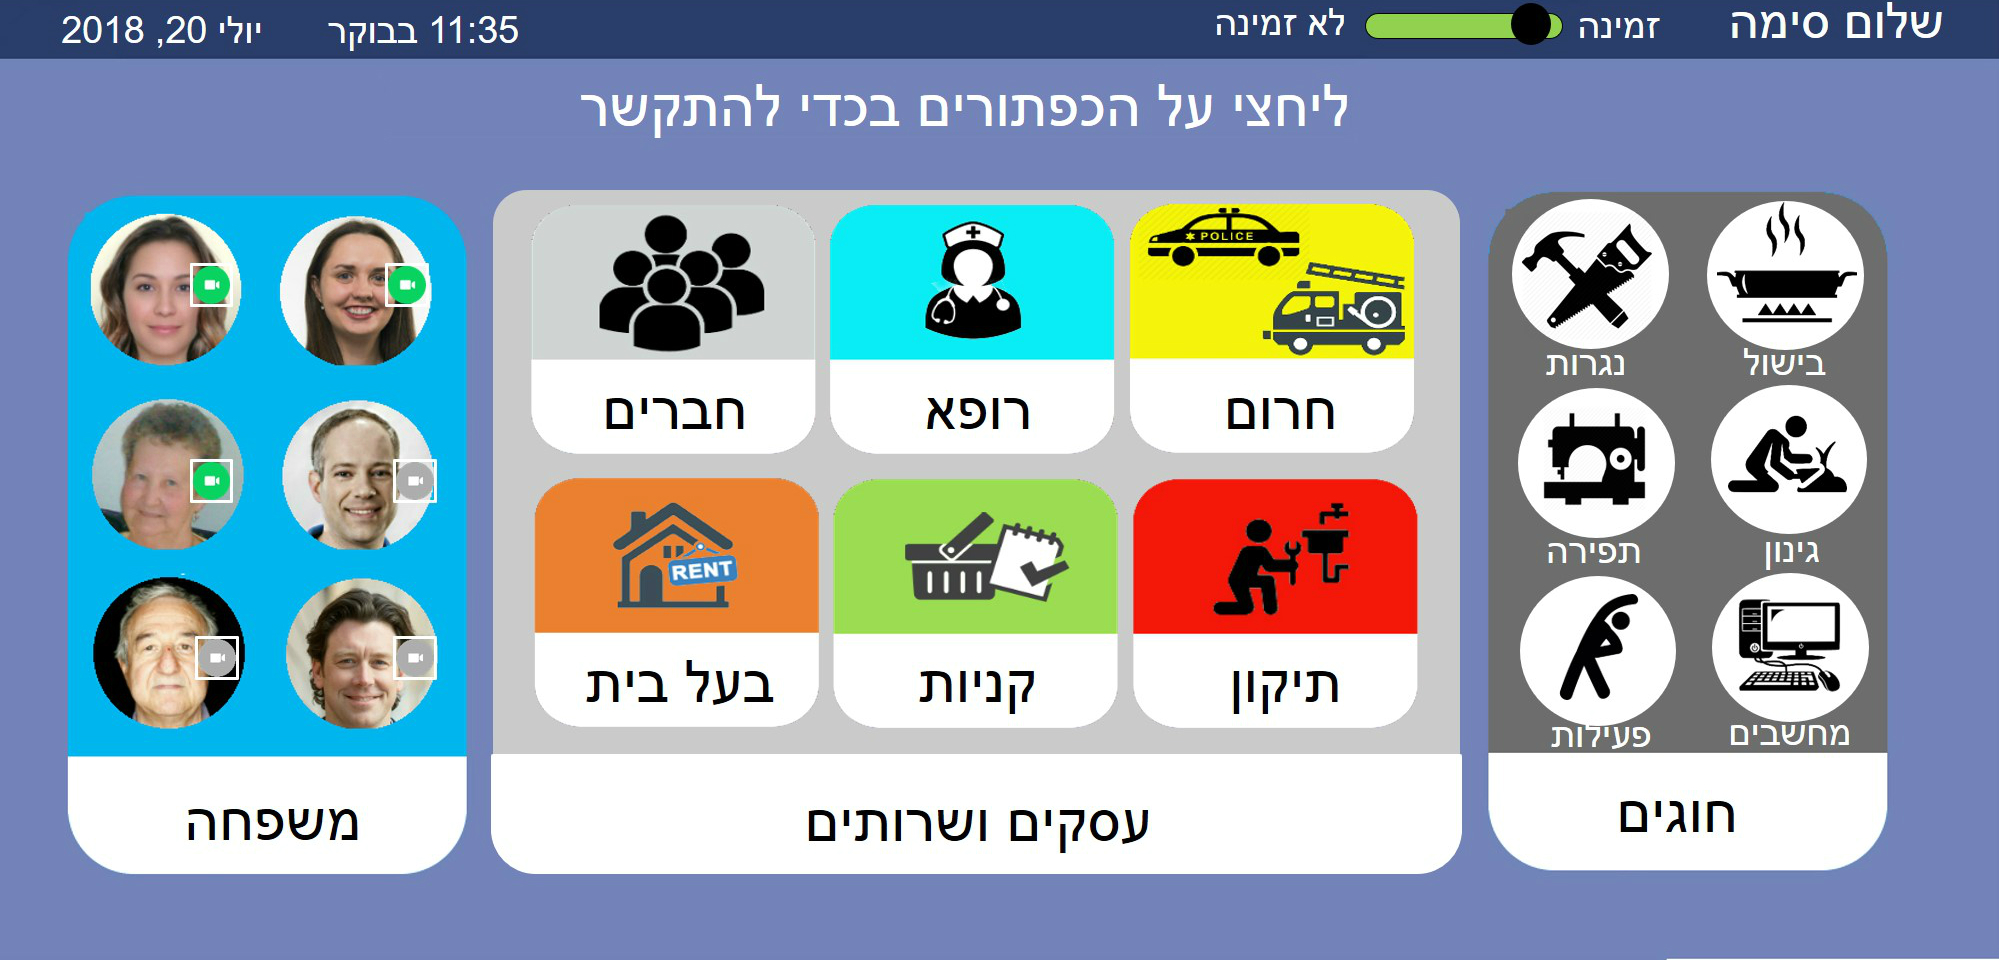 שלום סימה
זמינה
לא זמינה
11:35 בבוקר
יולי 20, 2018
ליחצי על הכפתורים בכדי להתקשר
נגרות
בישול
תפירה
גינון
פעילות
מחשבים
חוגים
POLICE
חרום
רופא
חברים
תיקון
קניות
RENT
בעל בית
עסקים ושרותים
משפחה